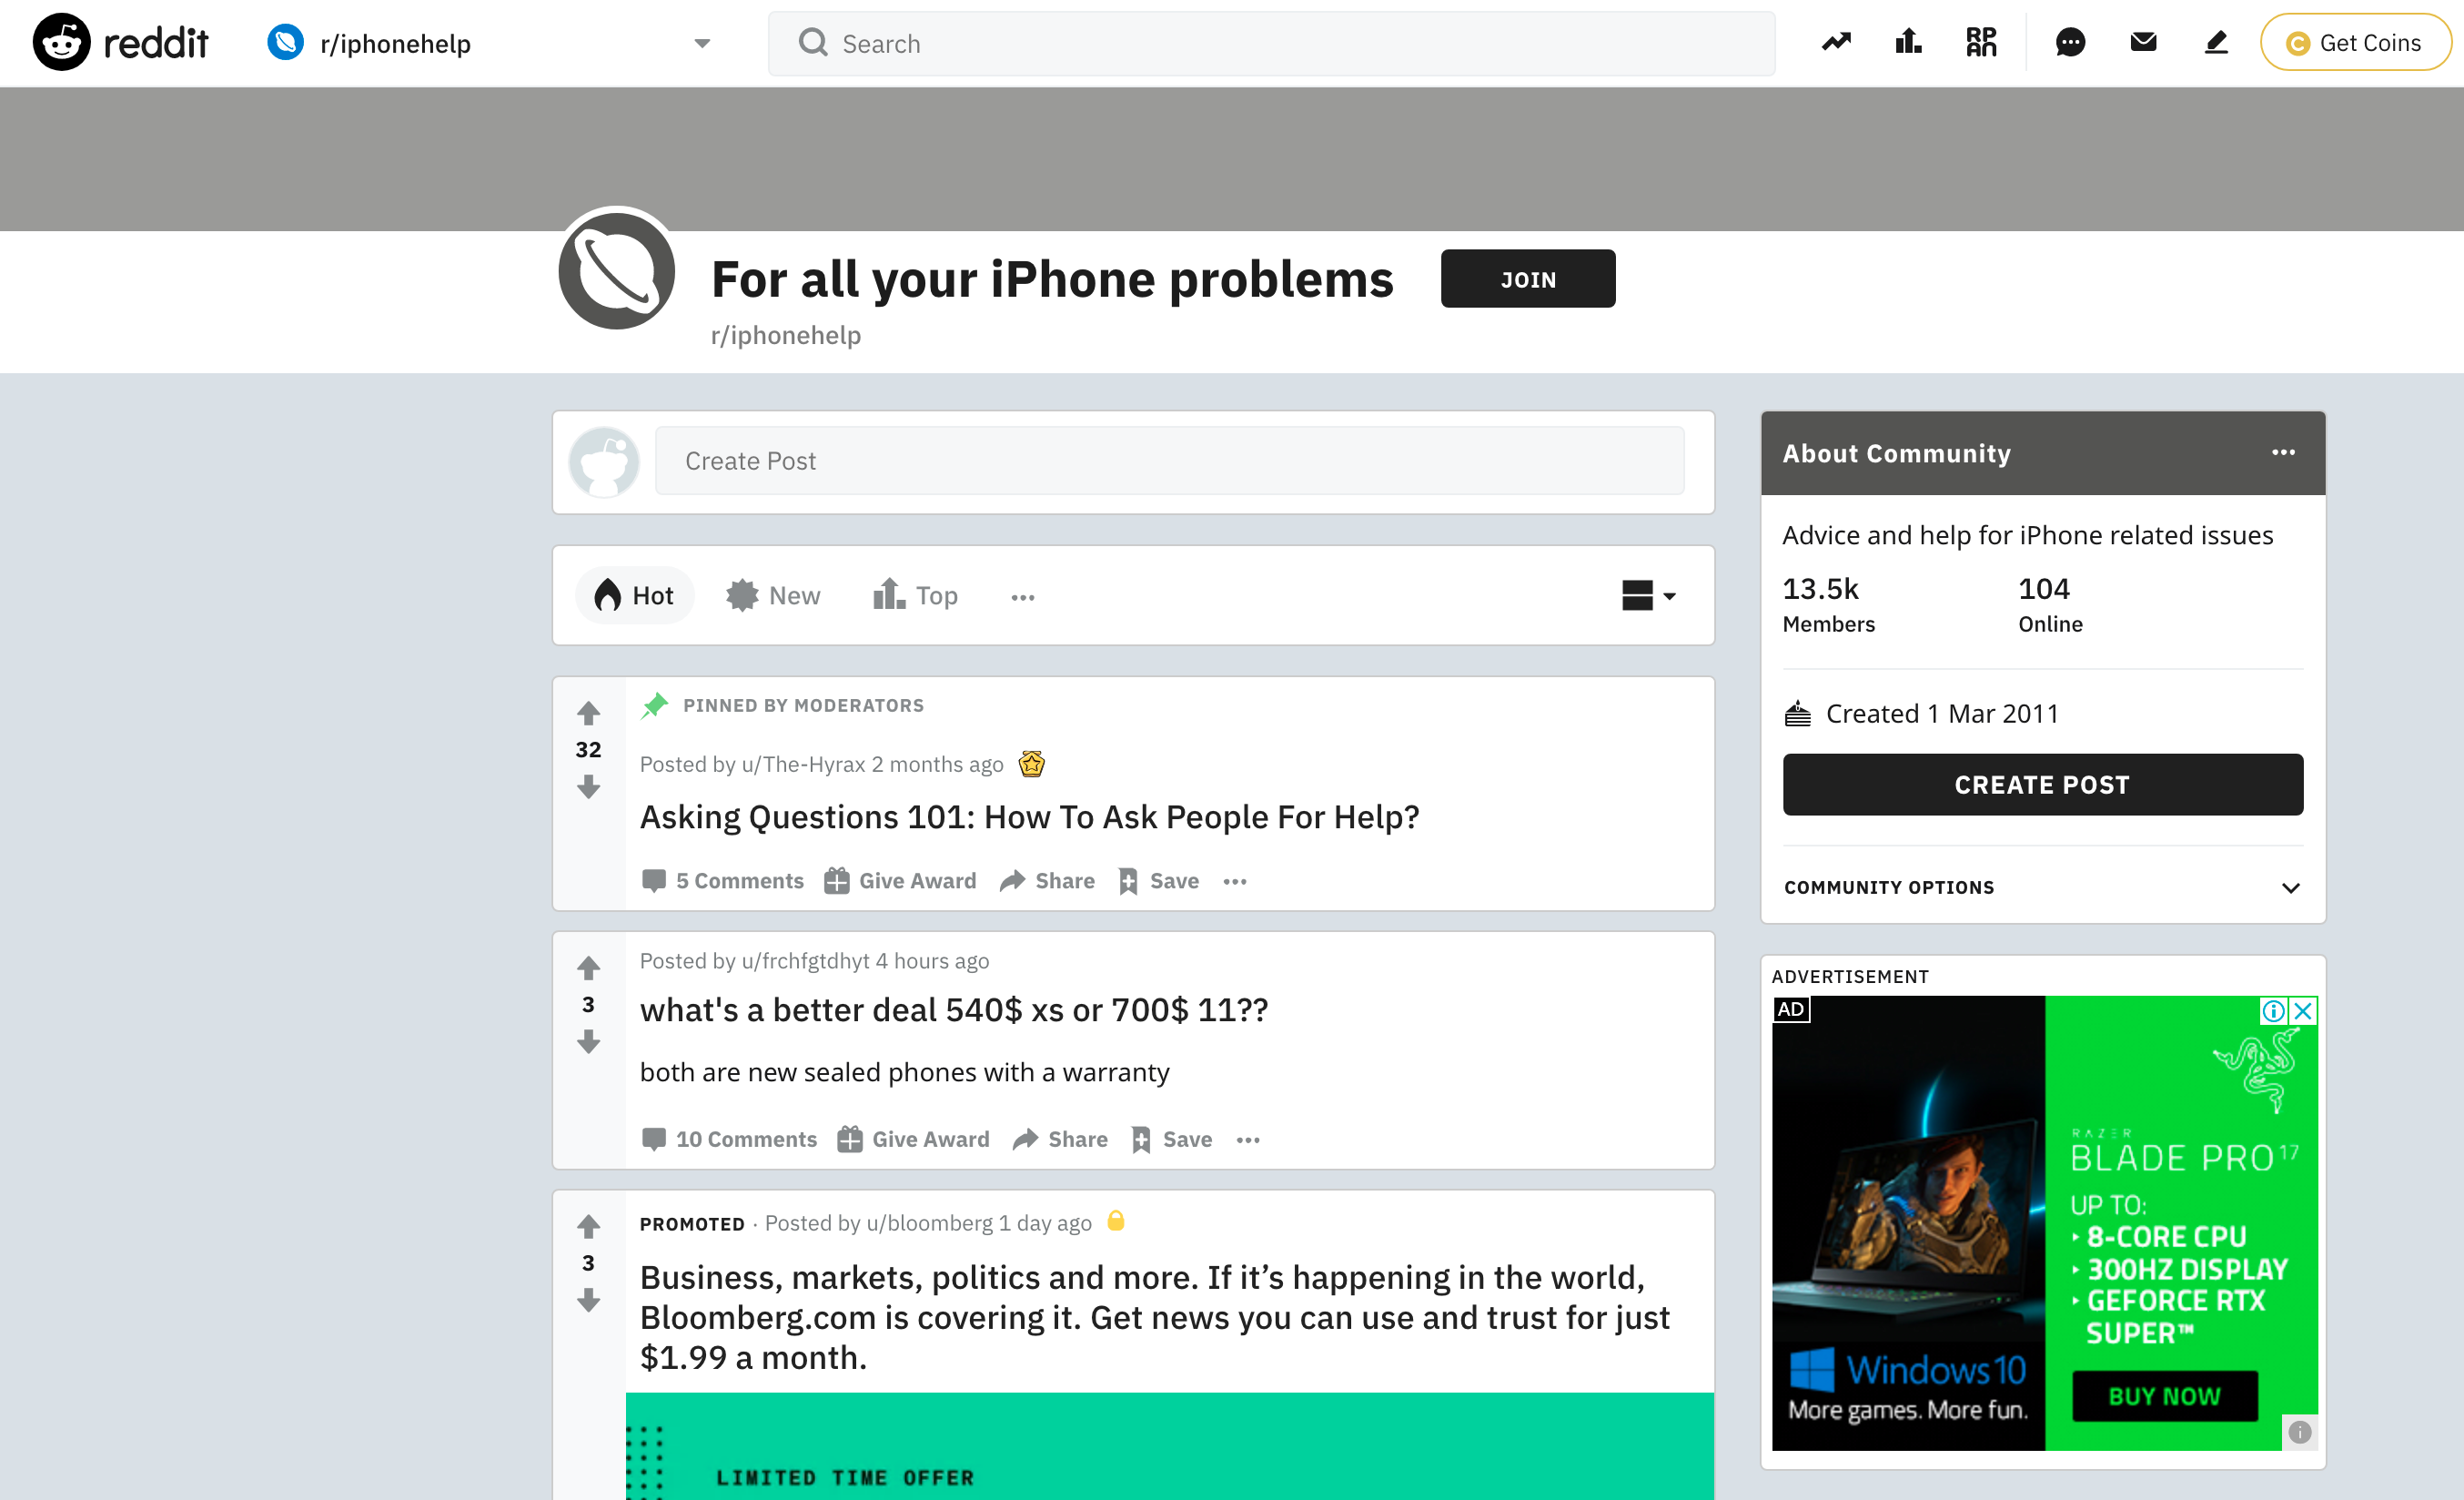 reddit
r/iphonehelp
Search
RPAN
Get Coins
For all your iPhone problems
JOIN
r/iphonehelp
Create Post
Hot
New
Top
PINNED BY MODERATORS
32
Posted by u/The-Hyrax 2 months ago
Asking Questions 101: How To Ask People For Help?
5 Comments
Give Award
Share
Save
Posted by u/frchfgtdhyt 4 hours ago
3
what's a better deal 540$ xs or 700$ 11??
both are new sealed phones with a warranty
10 Comments
Give Award
Share
Save
PROMOTED · Posted by u/bloomberg 1 day ago
3
Business, markets, politics and more. If it’s happening in the world,
Bloomberg.com is covering it. Get news you can use and trust for just
$1.99 a month.
LIMITED TIME OFFER
About Community
Advice and help for iPhone related issues
13.5k
Members
104
Online
Created 1 Mar 2011
CREATE POST
COMMUNITY OPTIONS
ADVERTISEMENT
AD
RAZER
BLADE PRO 17
UP TO:
8-CORE CPU
300HZ DISPLAY
GEFORCE RTX
SUPER™
BUY NOW
Windows 10
More games. More fun.